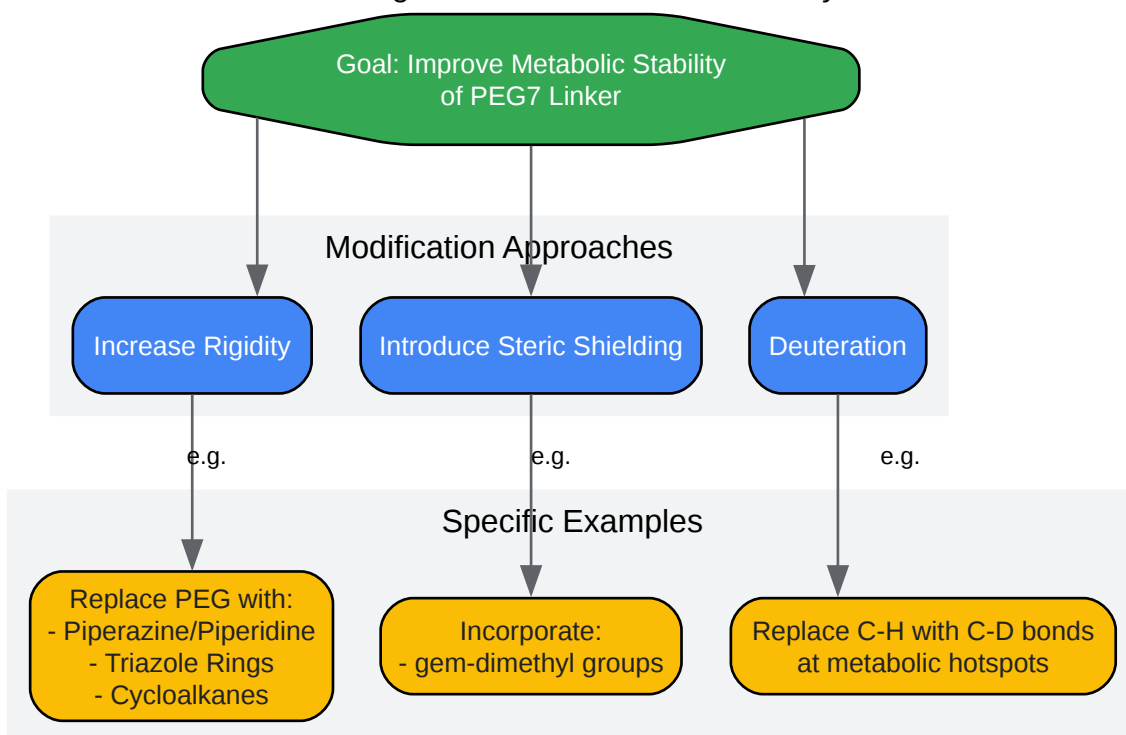 Goal: Improve Metabolic Stability
of PEG7 Linker
Modification Approaches
Increase Rigidity
Introduce Steric Shielding
Deuteration
e.g.
e.g.
e.g.
Specific Examples
Replace PEG with:
- Piperazine/Piperidine
- Triazole Rings
- Cycloalkanes
Incorporate:
- gem-dimethyl groups
Replace C-H with C-D bonds
at metabolic hotspots